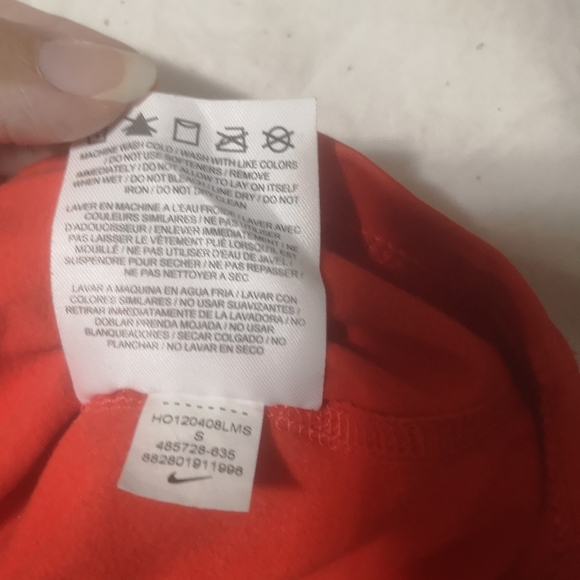 MACHINE WASH COLD / WASH WITH LIKE COLORS
/ DO NOT USE SOFTENERS / REMOVE
IMMEDIATELY / DO NOT ALLOW TO LAY ON ITSELF
WHEN WET / DO NOT BLEACH / LINE DRY / DO NOT
IRON / DO NOT DRY CLEAN
LAVER EN MACHINE A L'EAU FROIDE / LAVER AVEC
COULEURS SIMILAIRES / NE PAS UTILISER
D'ADOUCISSEUR / ENLEVER IMMEDIATEMENT / NE
PAS LAISSER LE VÊTEMENT PLIÉ LORSQU'IL EST
MOUILLÉ / NE PAS UTILISER D'EAU DE JAVEL /
SUSPENDRE POUR SECHER / NE PAS REPASSER /
NE PAS NETTOYER A SEC
LAVAR A MAQUINA EN AGUA FRIA / LAVAR CON
COLORES SIMILARES / NO USAR SUAVIZANTES /
RETIRAR INMEDIATAMENTE DE LA LAVADORA / NO
DOBLAR PRENDA MOJADA / NO USAR
BLANQUEADORES / SECAR COLGADO / NO
PLANCHAR / NO LAVAR EN SECO
HO120408LMS
S
485728-635
882801911998